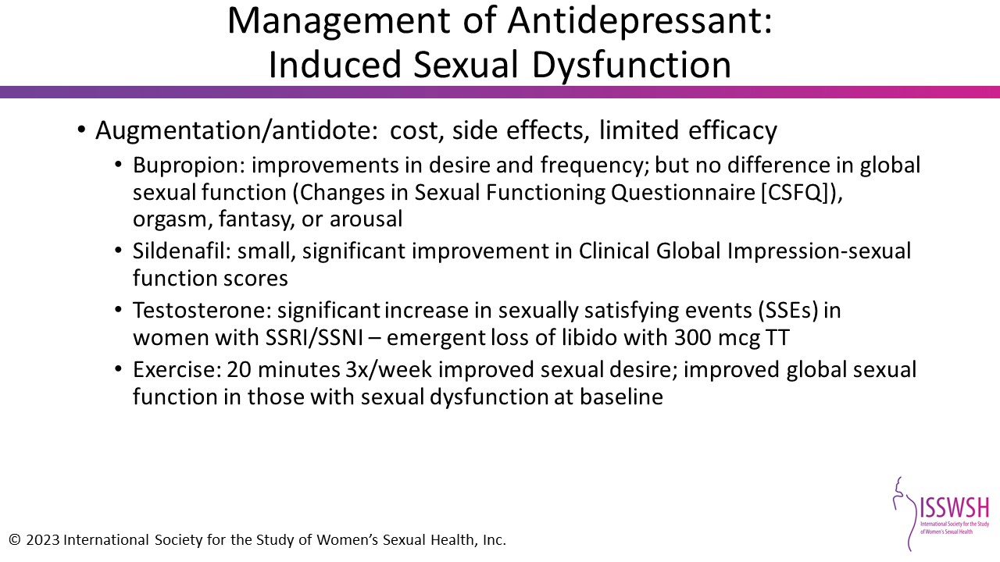 Management of Antidepressant:
Induced Sexual Dysfunction
• Augmentation/antidote: cost, side effects, limited efficacy
• Bupropion: improvements in desire and frequency; but no difference in global
sexual function (Changes in Sexual Functioning Questionnaire [CSFQ]),
orgasm, fantasy, or arousal
• Sildenafil: small, significant improvement in Clinical Global Impression-sexual
function scores
• Testosterone: significant increase in sexually satisfying events (SSEs) in
women with SSRI/SSNI – emergent loss of libido with 300 mcg TT
• Exercise: 20 minutes 3x/week improved sexual desire; improved global sexual
function in those with sexual dysfunction at baseline
ISSWSH
International Society for the Study
of Women's Sexual Health
© 2023 International Society for the Study of Women’s Sexual Health, Inc.